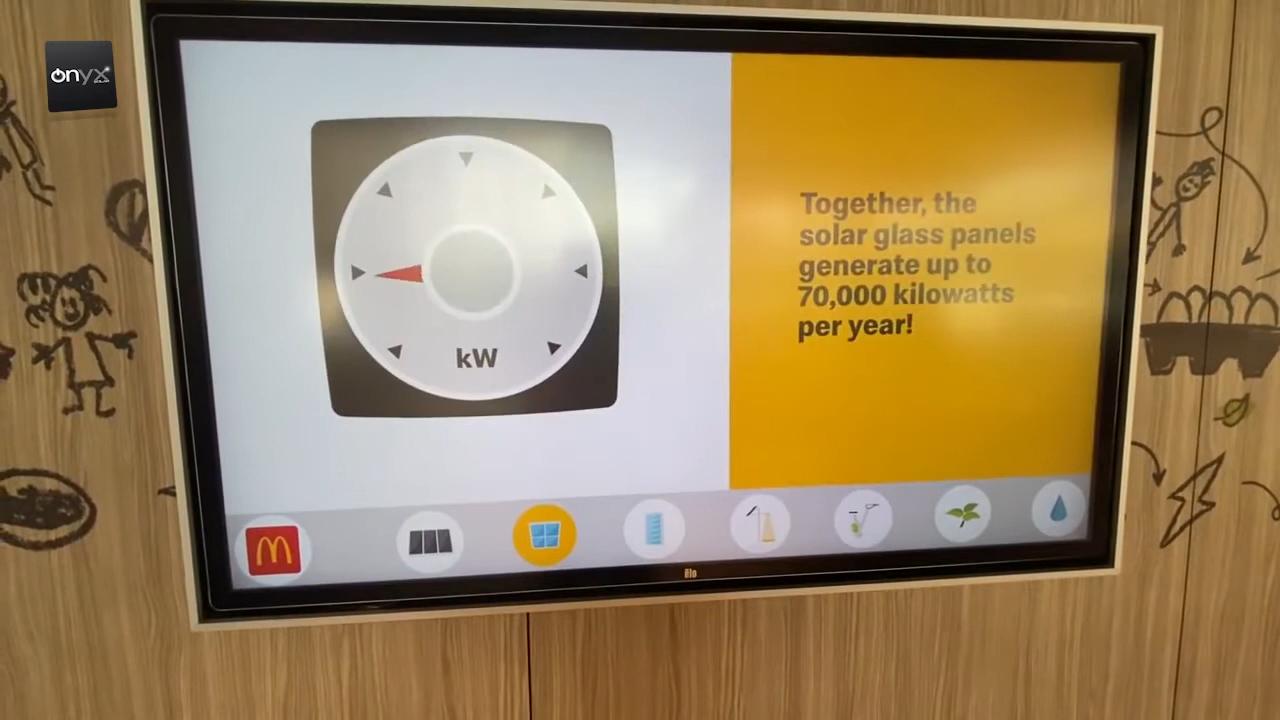 onyx
Together, the
solar glass panels
generate up to
70,000 kilowatts
per year!
kW
elo